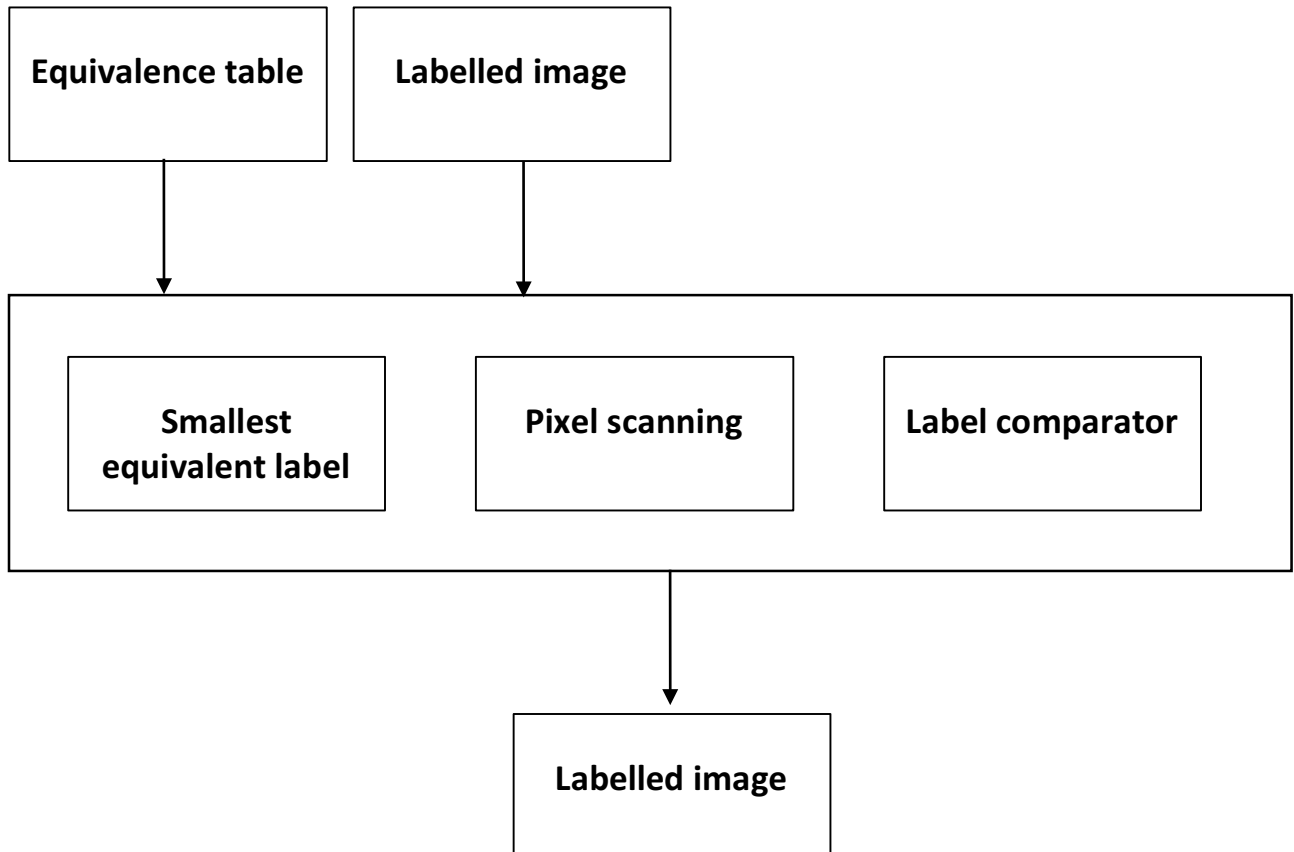 Equivalence table
Labelled image
Smallest
equivalent label
Pixel scanning
Label comparator
Labelled image